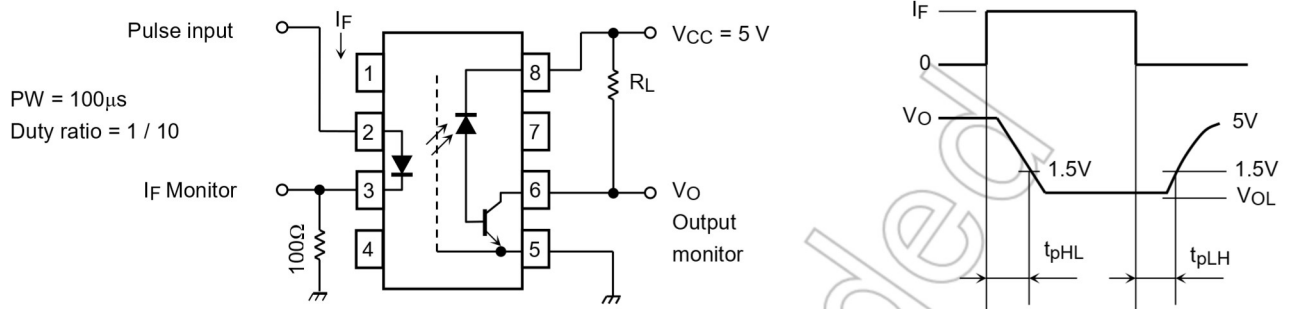 Pulse input
IF
VCC = 5 V
PW = 100μs
Duty ratio = 1 / 10
1
2
3
4
8
7
6
5
RL
IF Monitor
100Ω
VO
Output
monitor
IF
0
VO
5V
1.5V
1.5V
VOL
tpHL
tpLH